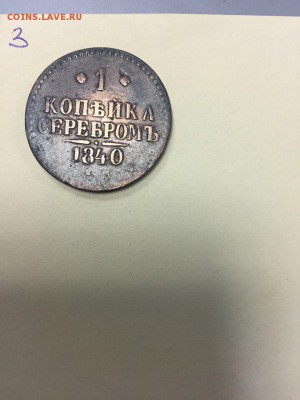 COINS.LAVE.RU
3
1
КОПѢЙКА
СЕРЕБРОМЪ
1840